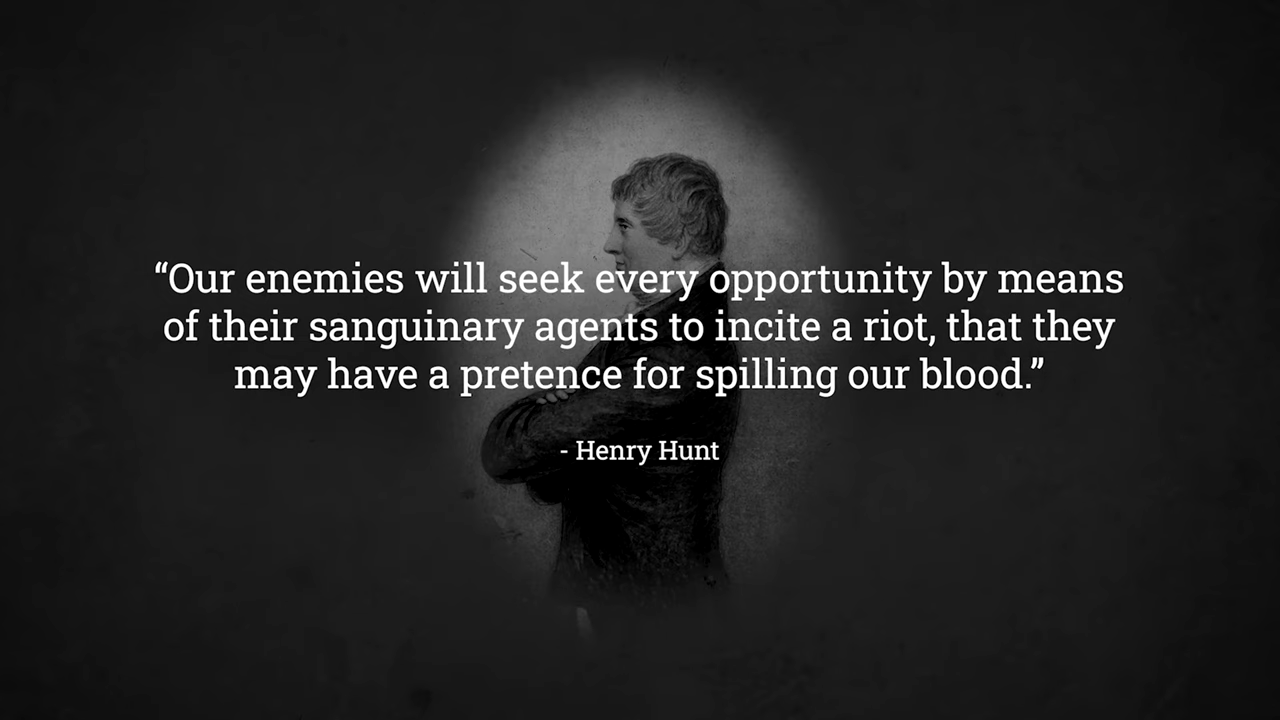 “Our enemies will seek every opportunity by means
of their sanguinary agents to incite a riot, that they
may have a pretence for spilling our blood.”
- Henry Hunt